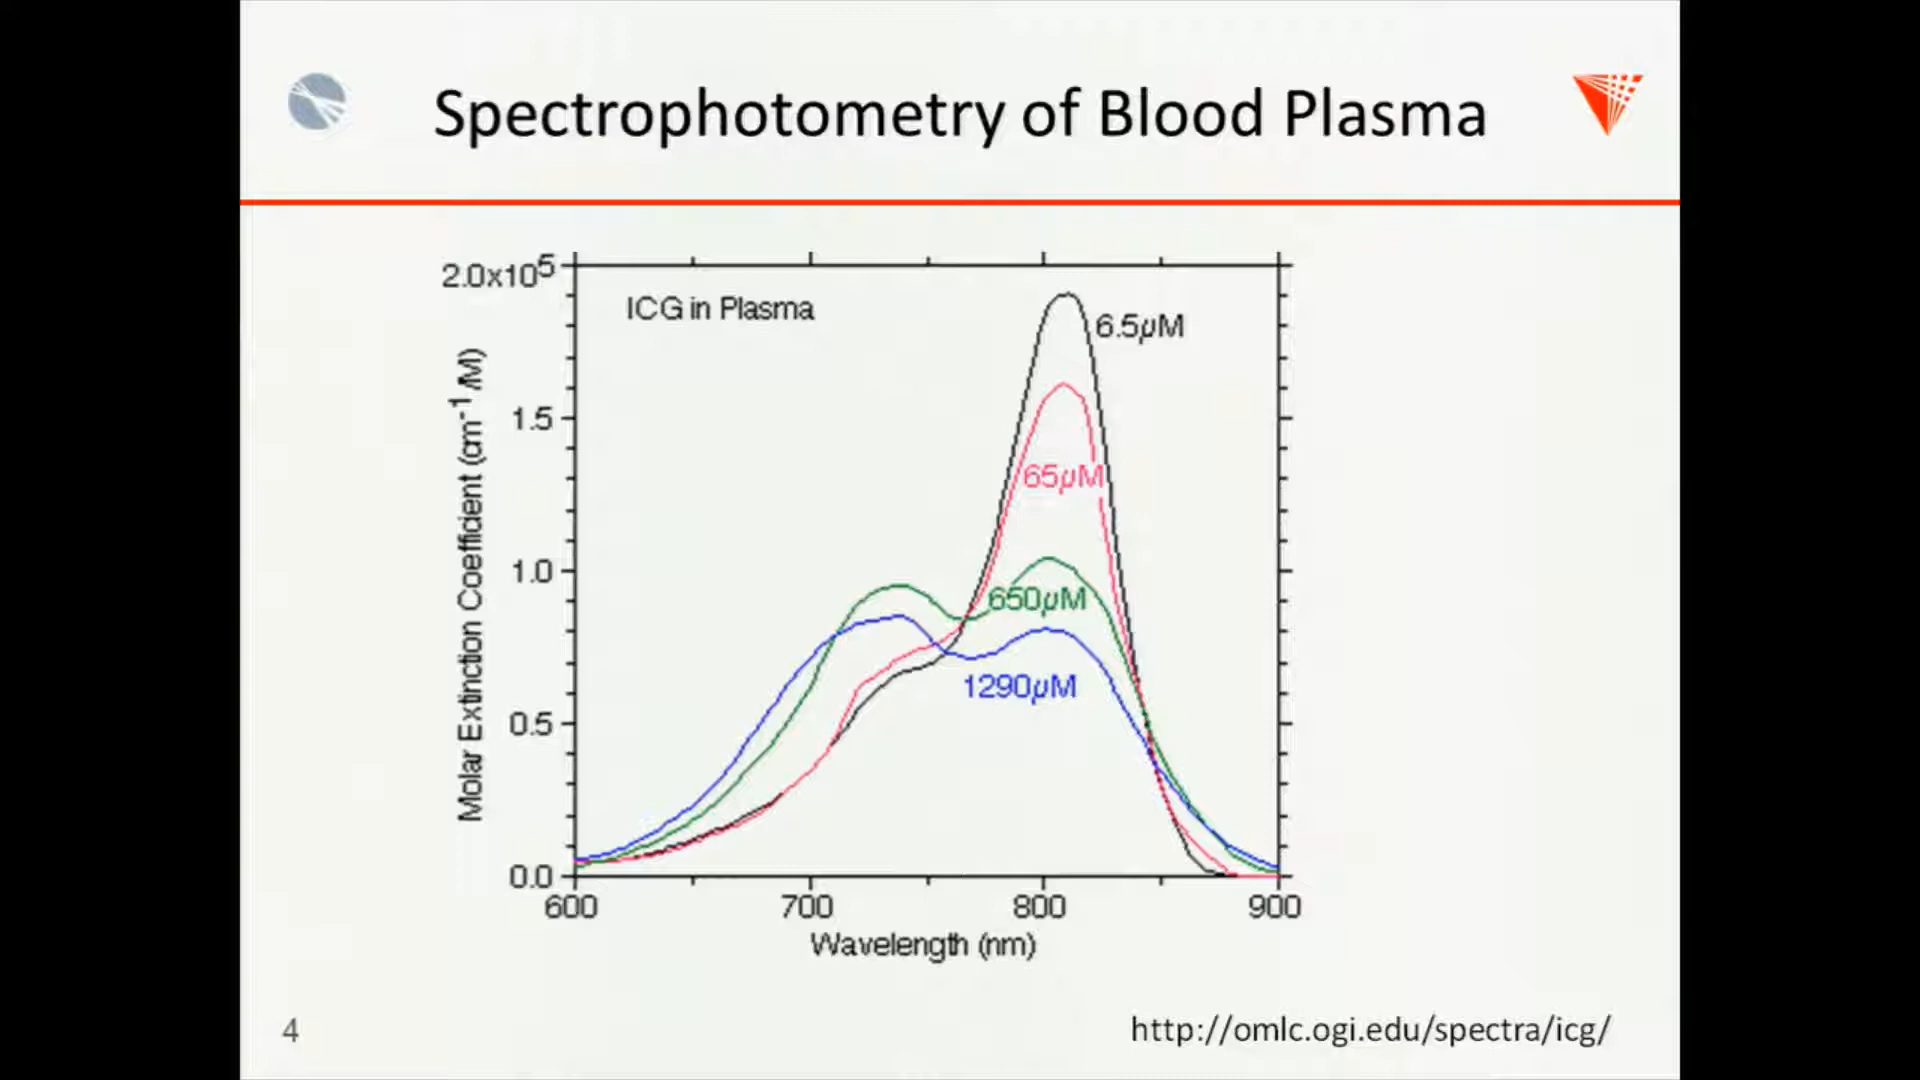 Spectrophotometry of Blood Plasma
2.0x10⁵
ICG in Plasma
6.5µM
1.5
65µM
1.0
650µM
1290µM
0.5
0.0
Molar Extinction Coefficient (cm⁻¹/M)
600 700 800 900
Wavelength (nm)
4
http://omlc.ogi.edu/spectra/icg/